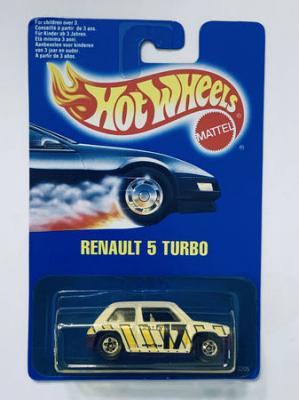 For children over 3.
Conseillé à partir de 3 ans.
Für Kinder ab 3 Jahren.
Età minima 3 anni.
Aanbevolen voor kinderen
van 3 jaar en ouder.
A partir de 3 años.
Hot Wheels
MATTEL
RENAULT 5 TURBO
17